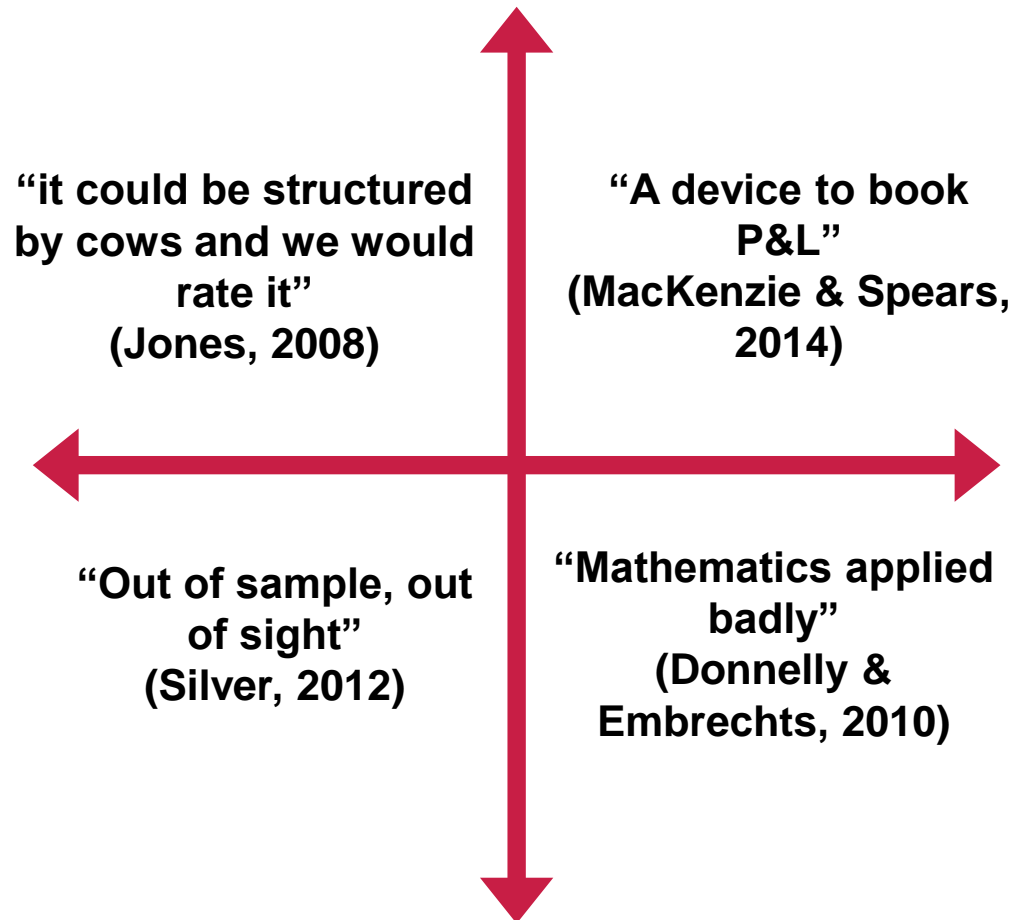 “it could be structured
by cows and we would
rate it”
(Jones, 2008)
“A device to book
P&L”
(MacKenzie & Spears,
2014)
“Out of sample, out
of sight”
(Silver, 2012)
“Mathematics applied
badly”
(Donnelly &
Embrechts, 2010)